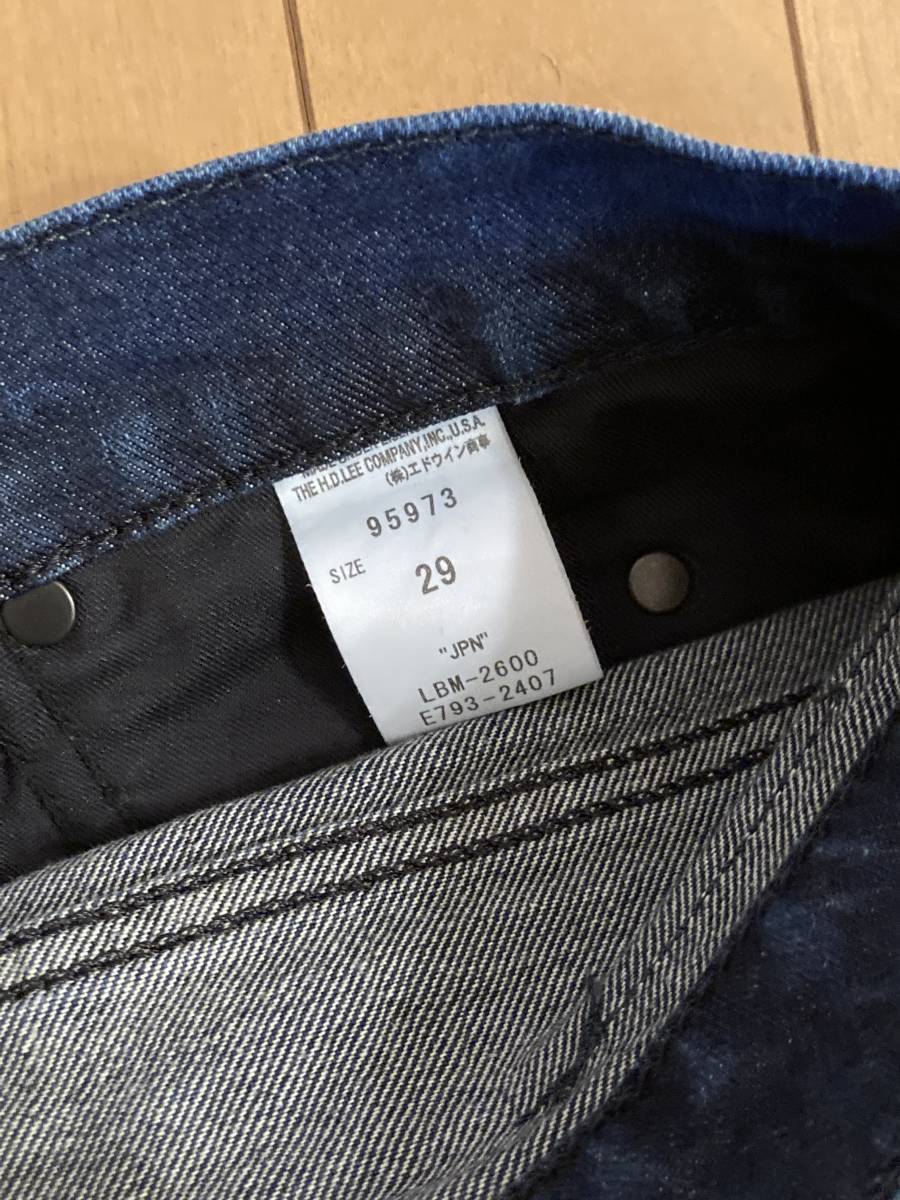 THE H.D.LEE COMPANY,INC.,U.S.A.
(株)エドウイン商事
95973
SIZE 29
"JPN"
LBM-2600
E793-2407